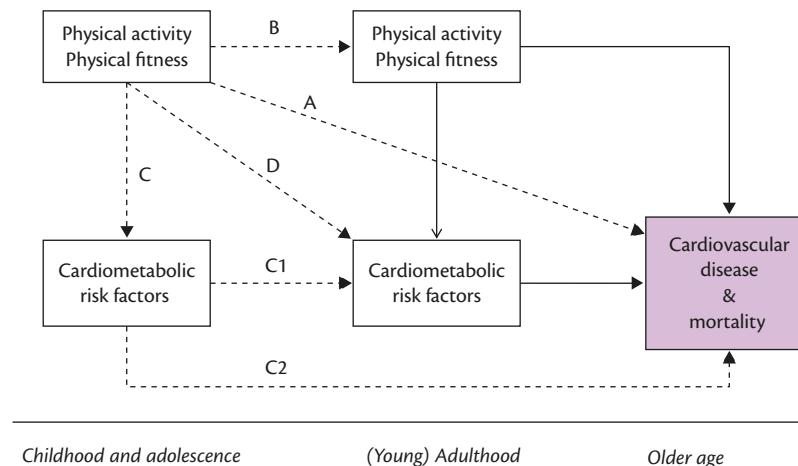 Physical activity
Physical fitness
B
Physical activity
Physical fitness
A
C
D
Cardiometabolic
risk factors
C1
Cardiometabolic
risk factors
Cardiovascular
disease
&
mortality
C2
Childhood and adolescence
(Young) Adulthood
Older age